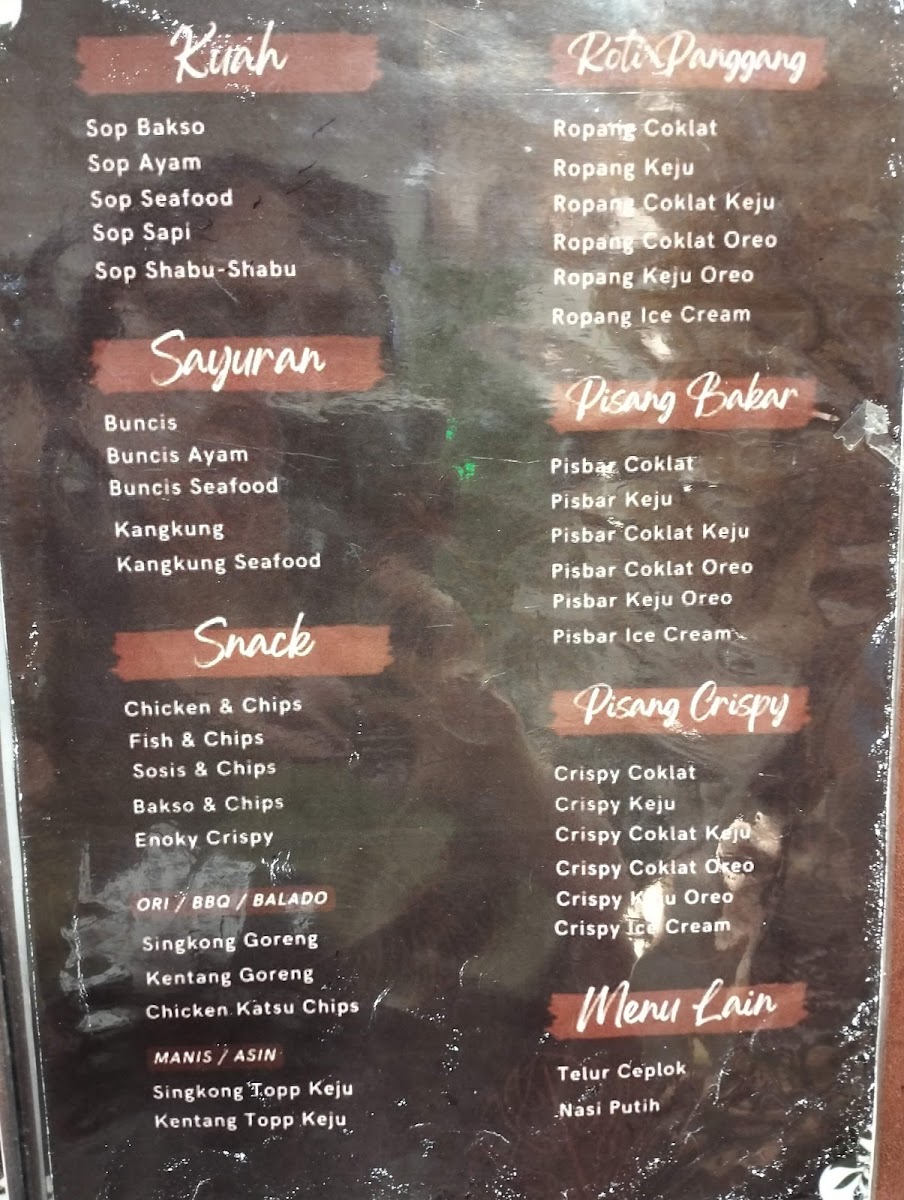 Kuah
Sop Bakso
Sop Ayam
Sop Seafood
Sop Sapi
Sop Shabu-Shabu
Sayuran
Buncis
Buncis Ayam
Buncis Seafood
Kangkung
Kangkung Seafood
Snack
Chicken & Chips
Fish & Chips
Sosis & Chips
Bakso & Chips
Enoky Crispy
ORI / BBQ / BALADO
Singkong Goreng
Kentang Goreng
Chicken Katsu Chips
MANIS / ASIN
Singkong Topp Keju
Kentang Topp Keju
Roti Panggang
Ropang Coklat
Ropang Keju
Ropang Coklat Keju
Ropang Coklat Oreo
Ropang Keju Oreo
Ropang Ice Cream
Pisang Bakar
Pisbar Coklat
Pisbar Keju
Pisbar Coklat Keju
Pisbar Coklat Oreo
Pisbar Keju Oreo
Pisbar Ice Cream
Pisang Crispy
Crispy Coklat
Crispy Keju
Crispy Coklat Keju
Crispy Coklat Oreo
Crispy Keju Oreo
Crispy Ice Cream
Menu Lain
Telur Ceplok
Nasi Putih